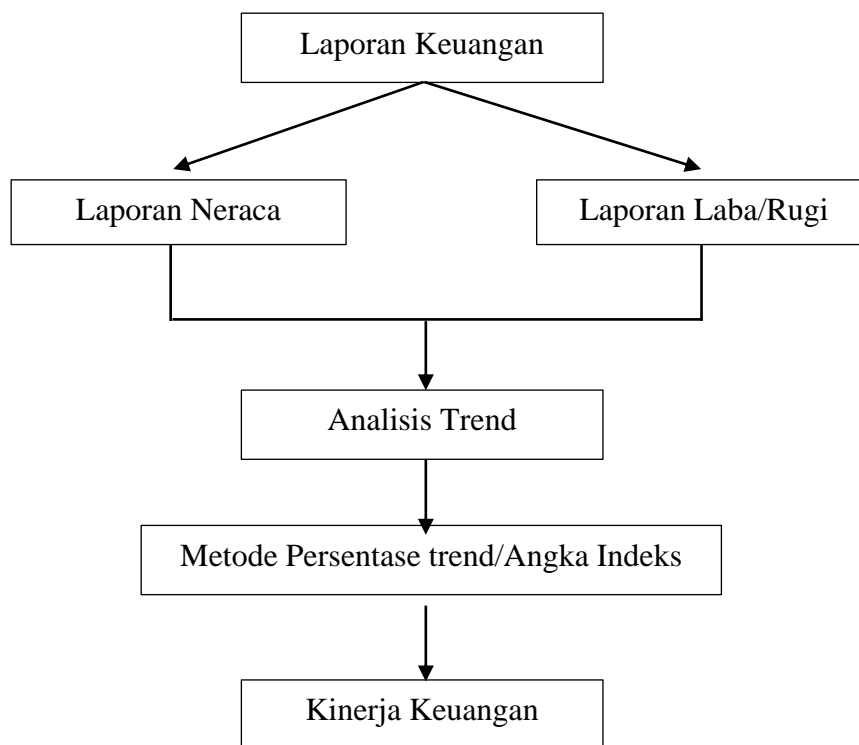 Laporan Keuangan
Laporan Neraca
Laporan Laba/Rugi
Analisis Trend
Metode Persentase trend/Angka Indeks
Kinerja Keuangan